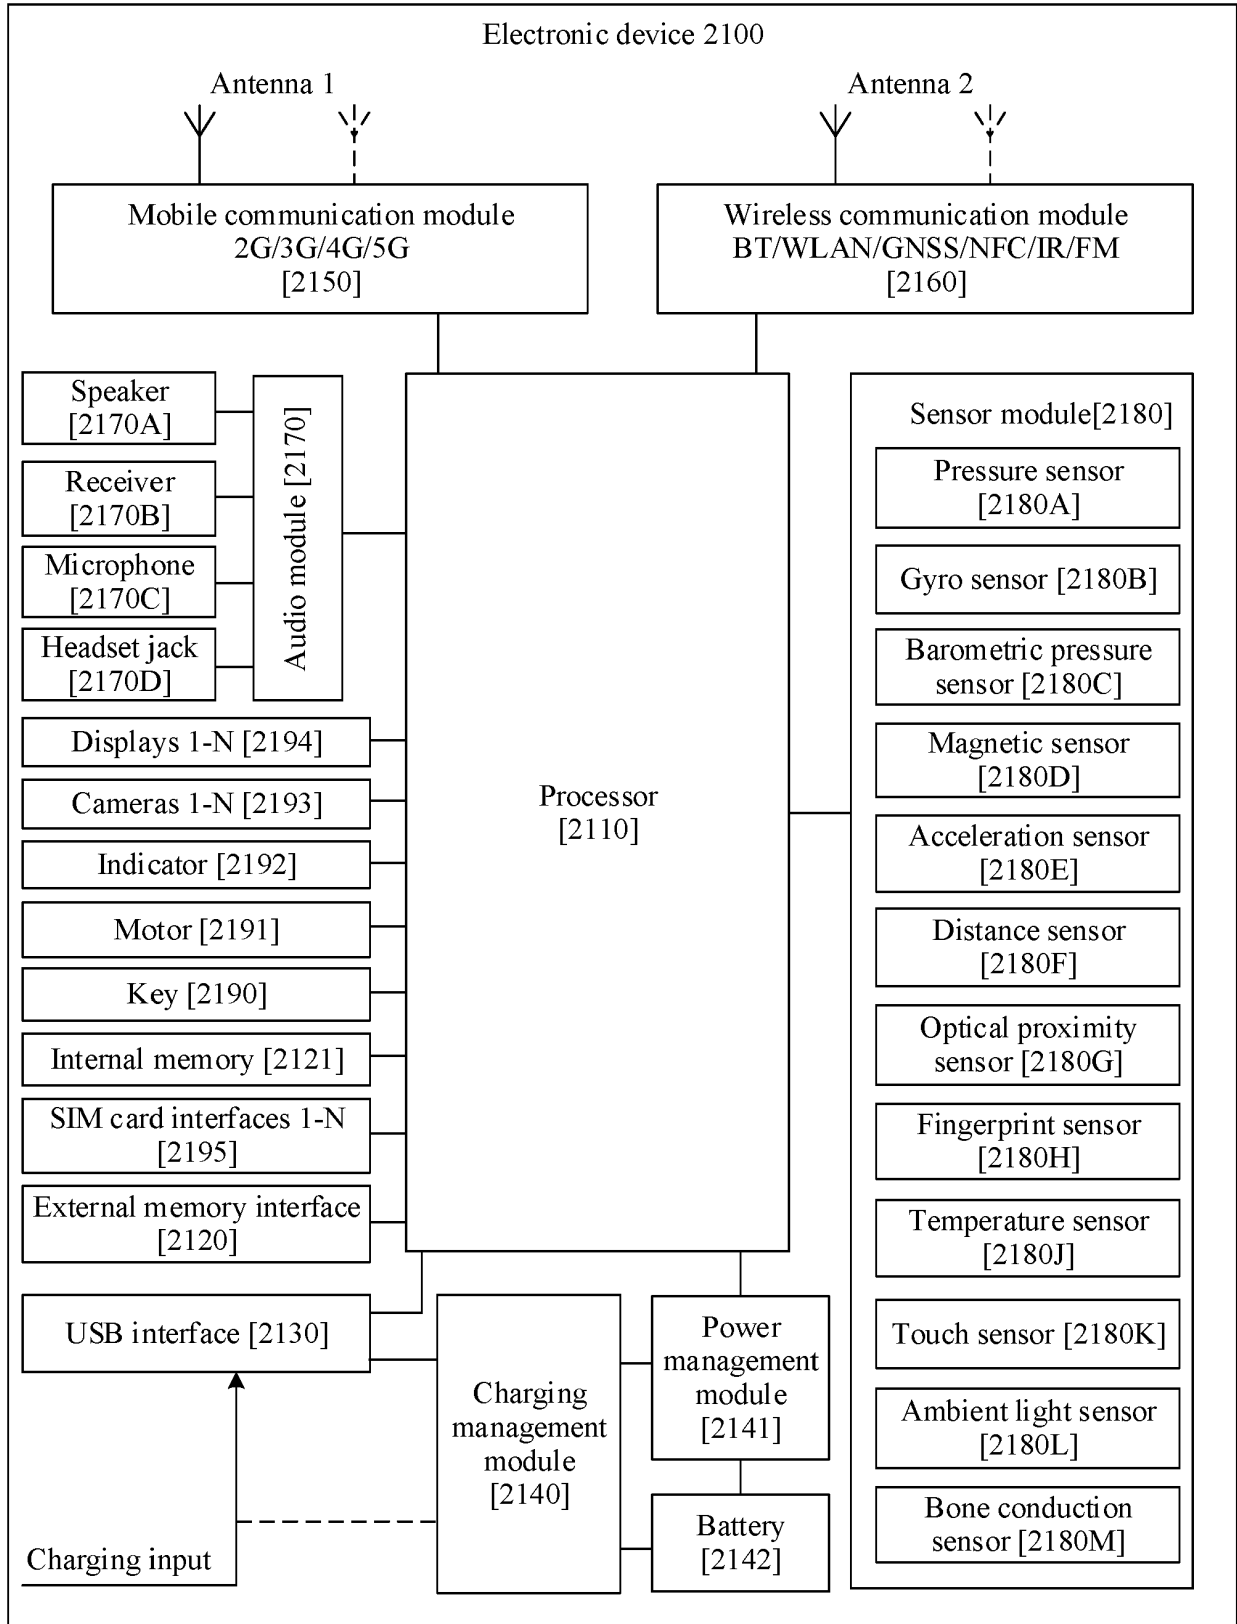 Electronic device 2100
Antenna 1
Antenna 2
Mobile communication module
2G/3G/4G/5G
[2150]
Wireless communication module
BT/WLAN/GNSS/NFC/IR/FM
[2160]
Speaker
[2170A]
Receiver
[2170B]
Microphone
[2170C]
Headset jack
[2170D]
Audio module [2170]
Displays 1-N [2194]
Cameras 1-N [2193]
Indicator [2192]
Motor [2191]
Key [2190]
Internal memory [2121]
SIM card interfaces 1-N
[2195]
External memory interface
[2120]
USB interface [2130]
Charging input
Processor
[2110]
Charging
management
module
[2140]
Power
management
module
[2141]
Battery
[2142]
Sensor module[2180]
Pressure sensor
[2180A]
Gyro sensor [2180B]
Barometric pressure
sensor [2180C]
Magnetic sensor
[2180D]
Acceleration sensor
[2180E]
Distance sensor
[2180F]
Optical proximity
sensor [2180G]
Fingerprint sensor
[2180H]
Temperature sensor
[2180J]
Touch sensor [2180K]
Ambient light sensor
[2180L]
Bone conduction
sensor [2180M]